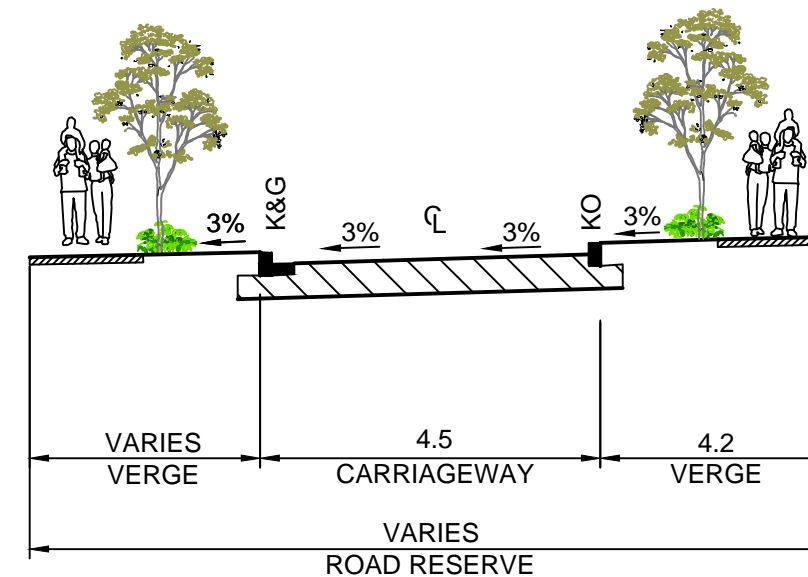 3%
K&G
3%
℄
3%
KO
3%
VARIES
VERGE
4.5
CARRIAGEWAY
4.2
VERGE
VARIES
ROAD RESERVE